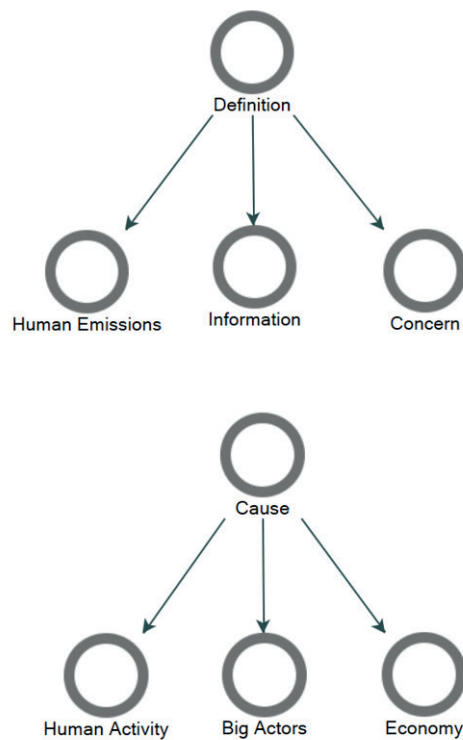 Definition
Human Emissions
Information
Concern
Cause
Human Activity
Big Actors
Economy